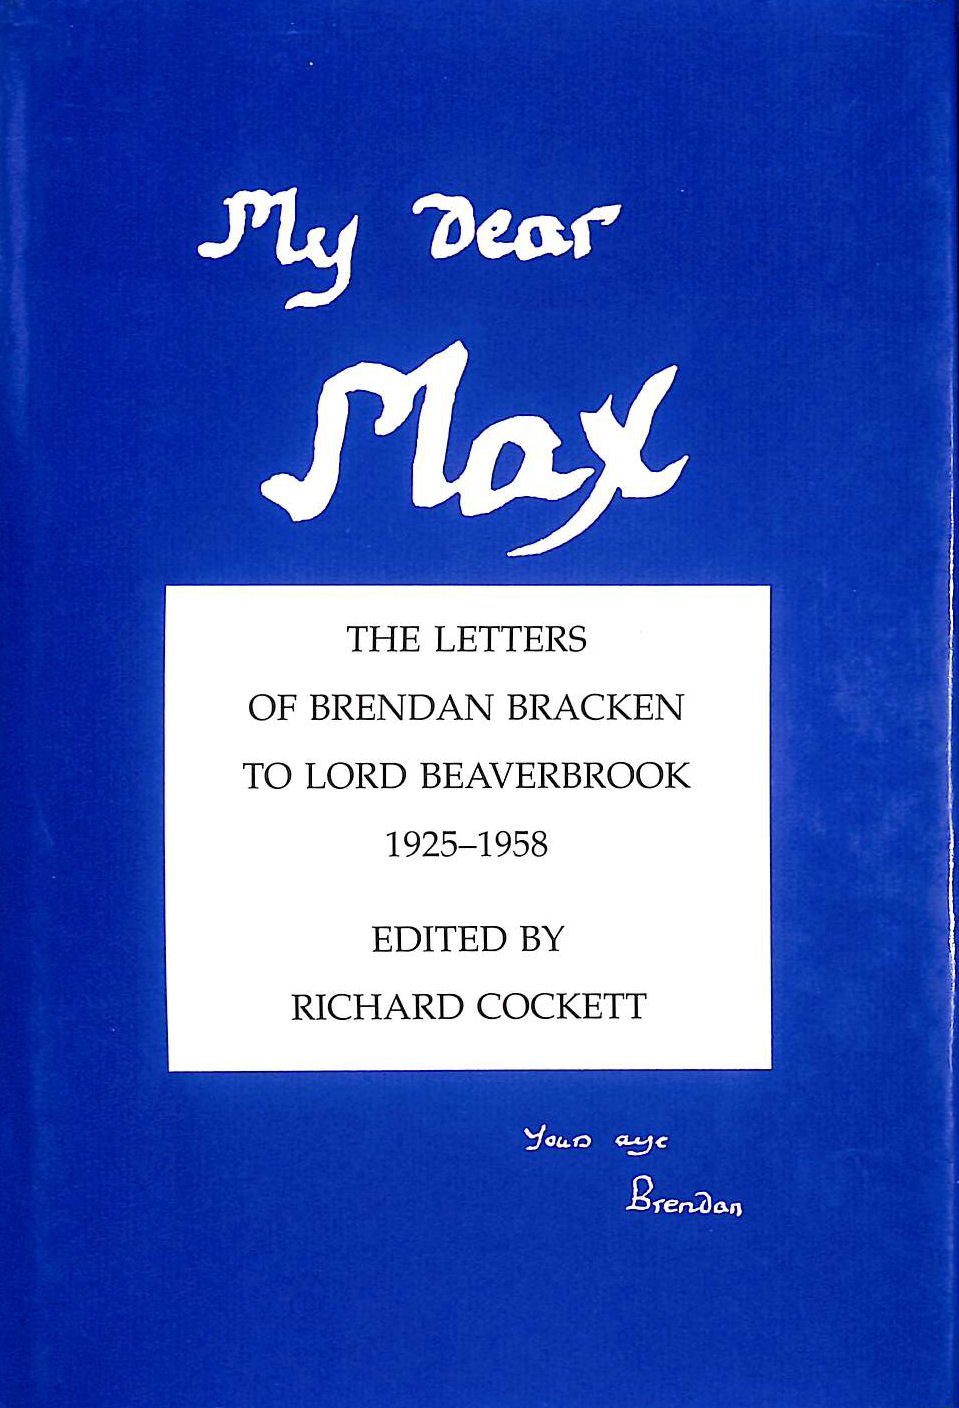 My dear
Max
THE LETTERS
OF BRENDAN BRACKEN
TO LORD BEAVERBROOK
1925–1958
EDITED BY
RICHARD COCKETT
Yours aye
Brendan